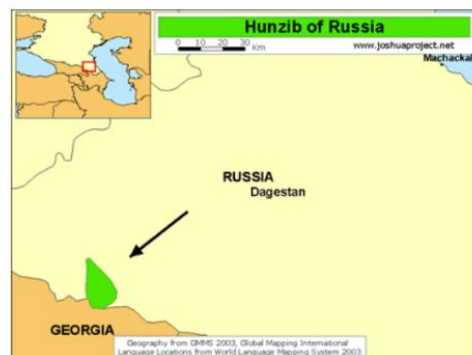 Hunzib of Russia
0 10 20 30
Km
www.joshuaproject.net
Machackal
RUSSIA
Dagestan
GEORGIA
Geography from GMMS 2003, Global Mapping International
Language Locations from World Language Mapping System 2003